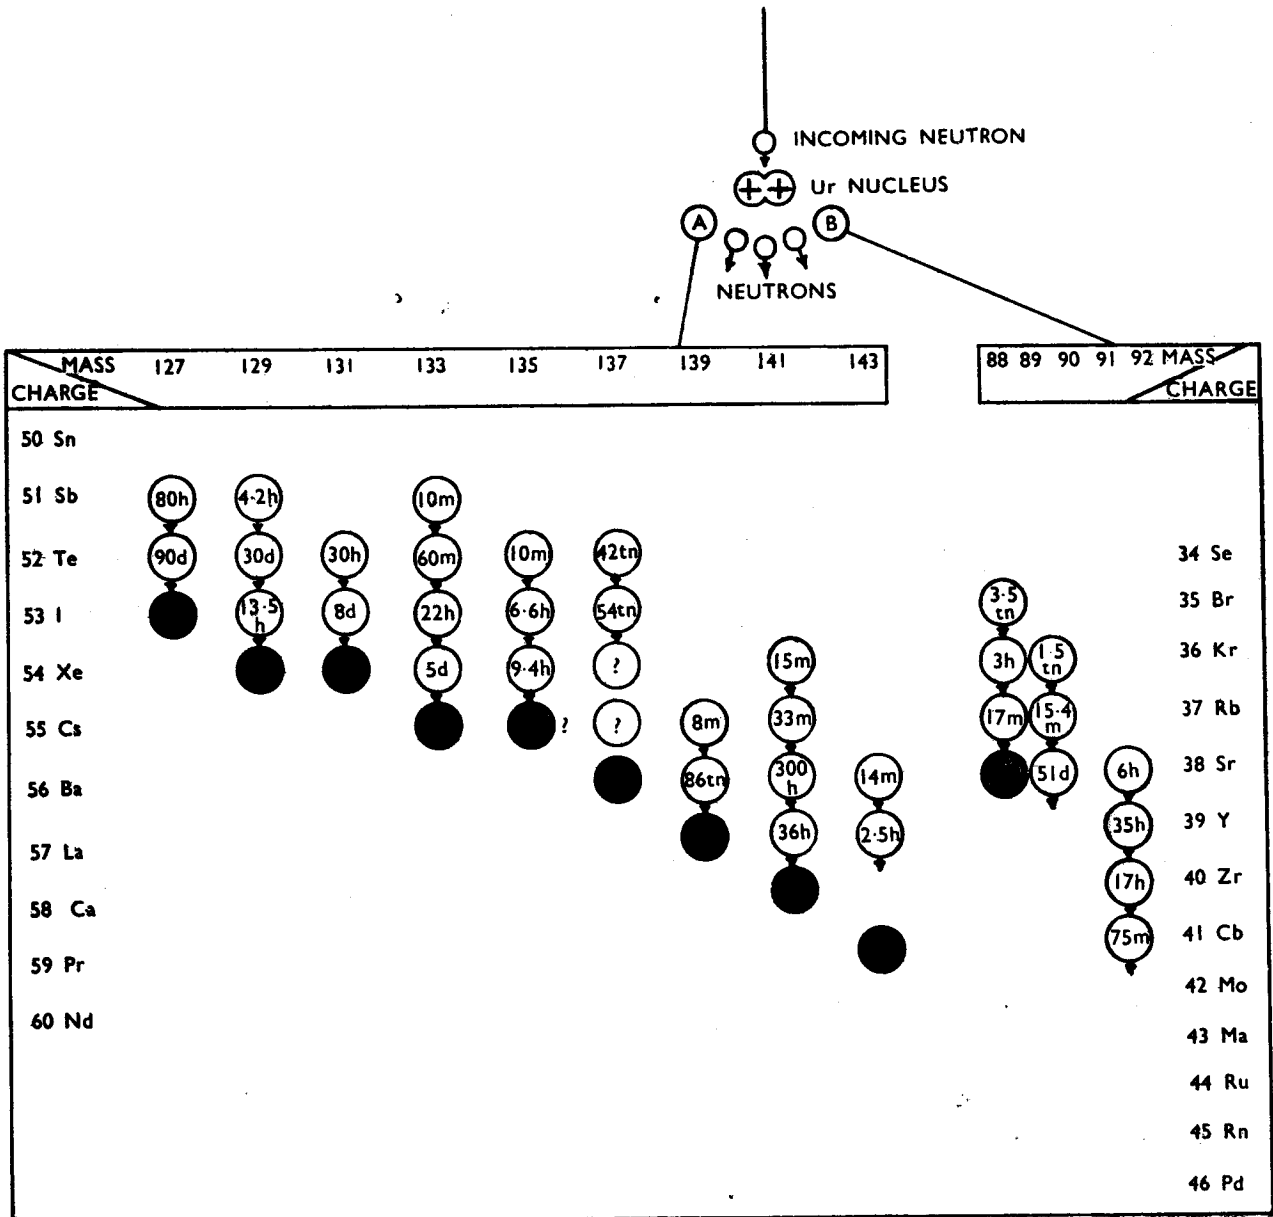 INCOMING NEUTRON
Ur NUCLEUS
A
B
NEUTRONS
MASS 127 129 131 133 135 137 139 141 143
CHARGE
88 89 90 91 92 MASS
CHARGE
50 Sn
51 Sb 80h 4·2h 10m
52 Te 90d 30d 30h 60m 10m 42tn 34 Se
53 I 13·5 h 8d 22h 6·6h 54tn 3·5 tn 35 Br
54 Xe 5d 9·4h ? 15m 3h 1·5 tn 36 Kr
55 Cs ? ? 8m 33m 17m 15·4 m 37 Rb
56 Ba 86tn 300 h 14m 51d 6h 38 Sr
57 La 36h 2·5h 35h 39 Y
58 Ca 17h 40 Zr
59 Pr 75m 41 Cb
60 Nd 42 Mo
43 Ma
44 Ru
45 Rn
46 Pd